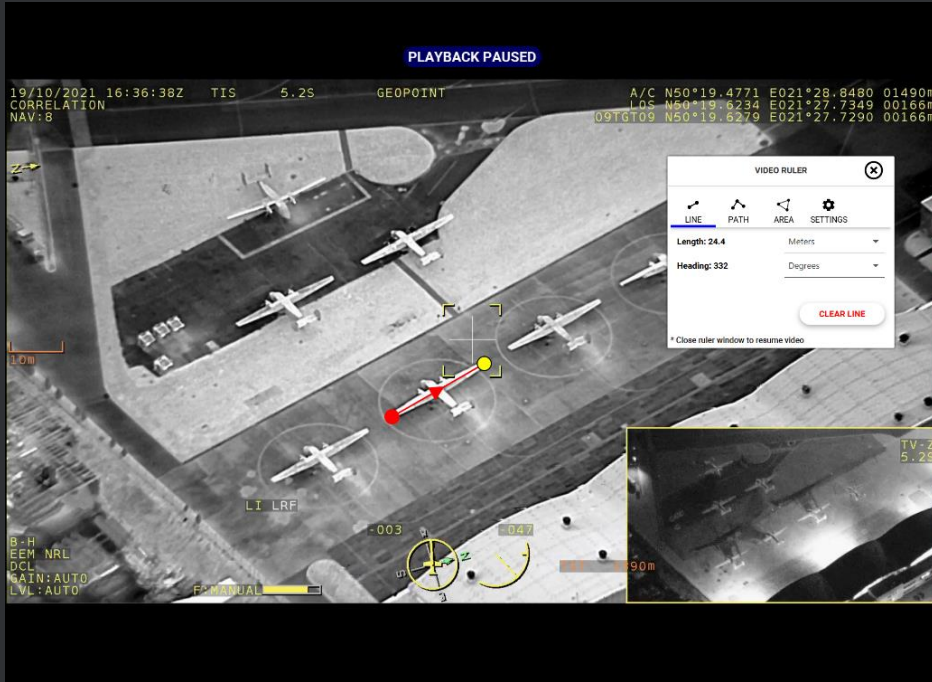 PLAYBACK PAUSED
19/10/2021 16:36:38Z TIS 5.2S GEOPOINT
CORRELATION
NAV:8
A/C N50°19.4771 E021°28.8480 01490m
LOS N50°19.6234 E021°27.7349 00166m
09TGT09 N50°19.6279 E021°27.7290 00166m
Z
VIDEO RULER
LINE PATH AREA SETTINGS
Length: 24.4 Meters
Heading: 332 Degrees
CLEAR LINE
* Close ruler window to resume video
10m
TV-Z
5.2S
LI LRF
-003 -047
N
B-H
EEM NRL
DCL
GAIN:AUTO
LVL:AUTO
F:MANUAL
90m